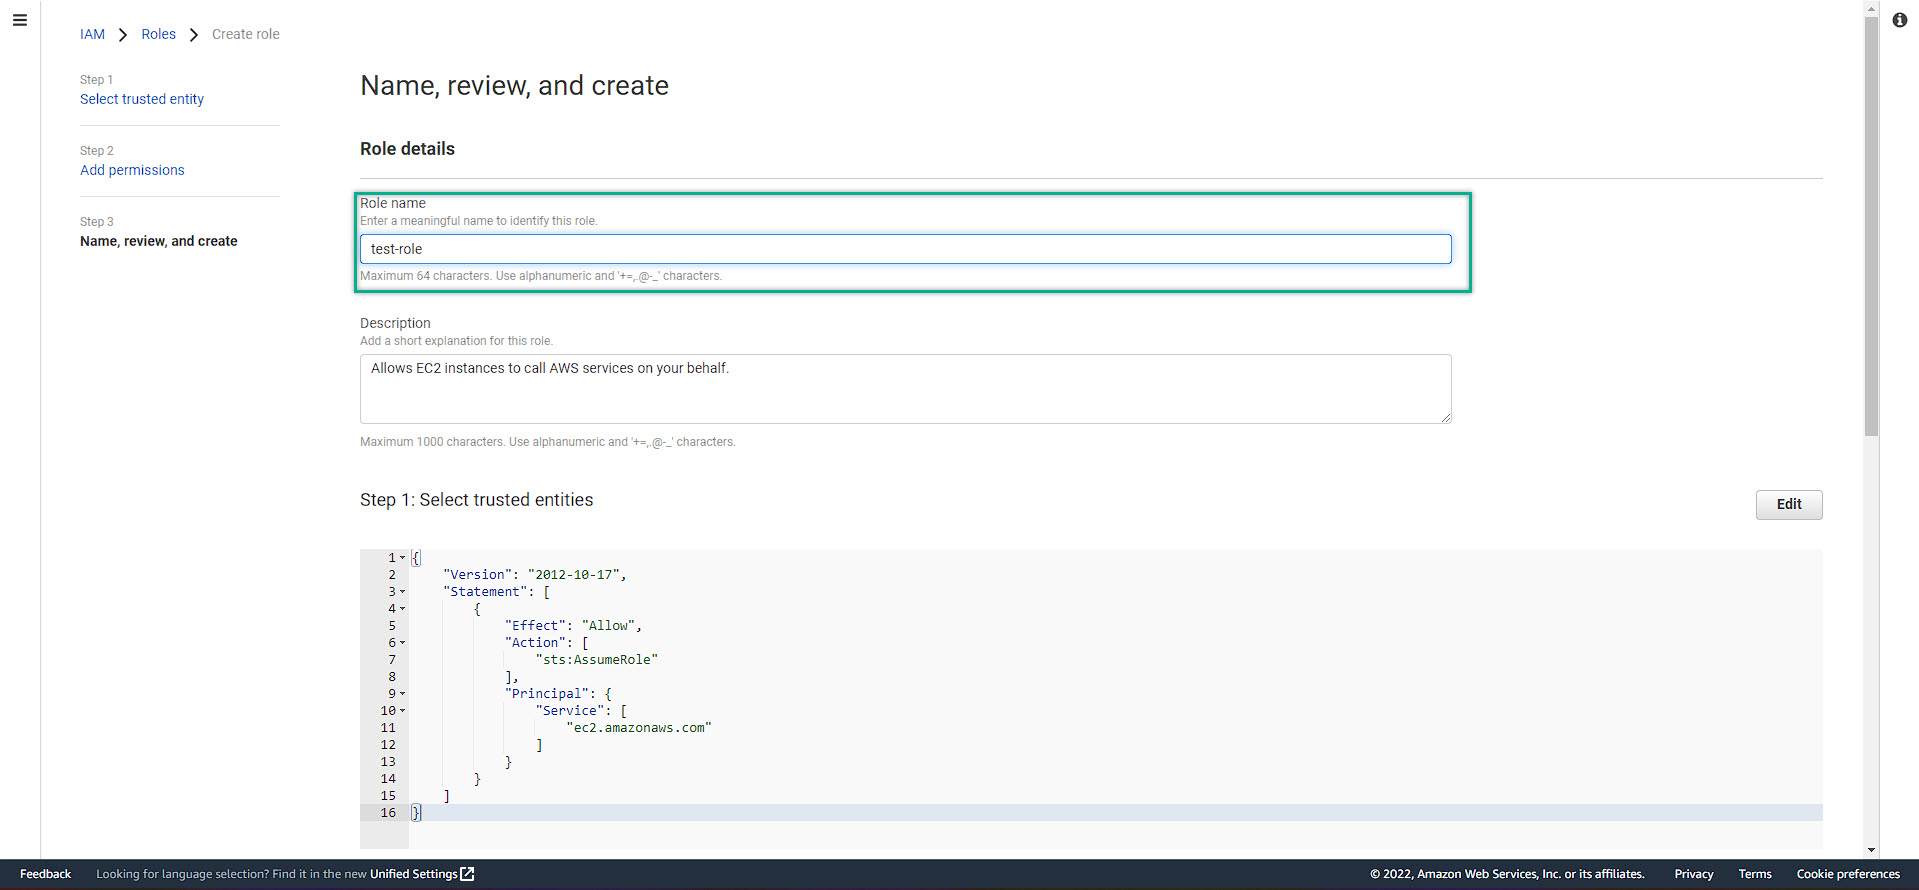 IAM > Roles > Create role
Step 1
Select trusted entity
Step 2
Add permissions
Step 3
Name, review, and create
Name, review, and create
Role details
Role name
Enter a meaningful name to identify this role.
test-role
Maximum 64 characters. Use alphanumeric and '+=,.@-_' characters.
Description
Add a short explanation for this role.
Allows EC2 instances to call AWS services on your behalf.
Maximum 1000 characters. Use alphanumeric and '+=,.@-_' characters.
Step 1: Select trusted entities
Edit
1 {
2     "Version": "2012-10-17",
3     "Statement": [
4         {
5             "Effect": "Allow",
6             "Action": [
7                 "sts:AssumeRole"
8             ],
9             "Principal": {
10                 "Service": [
11                     "ec2.amazonaws.com"
12                 ]
13             }
14         }
15     ]
16 }
Feedback Looking for language selection? Find it in the new Unified Settings © 2022, Amazon Web Services, Inc. or its affiliates. Privacy Terms Cookie preferences